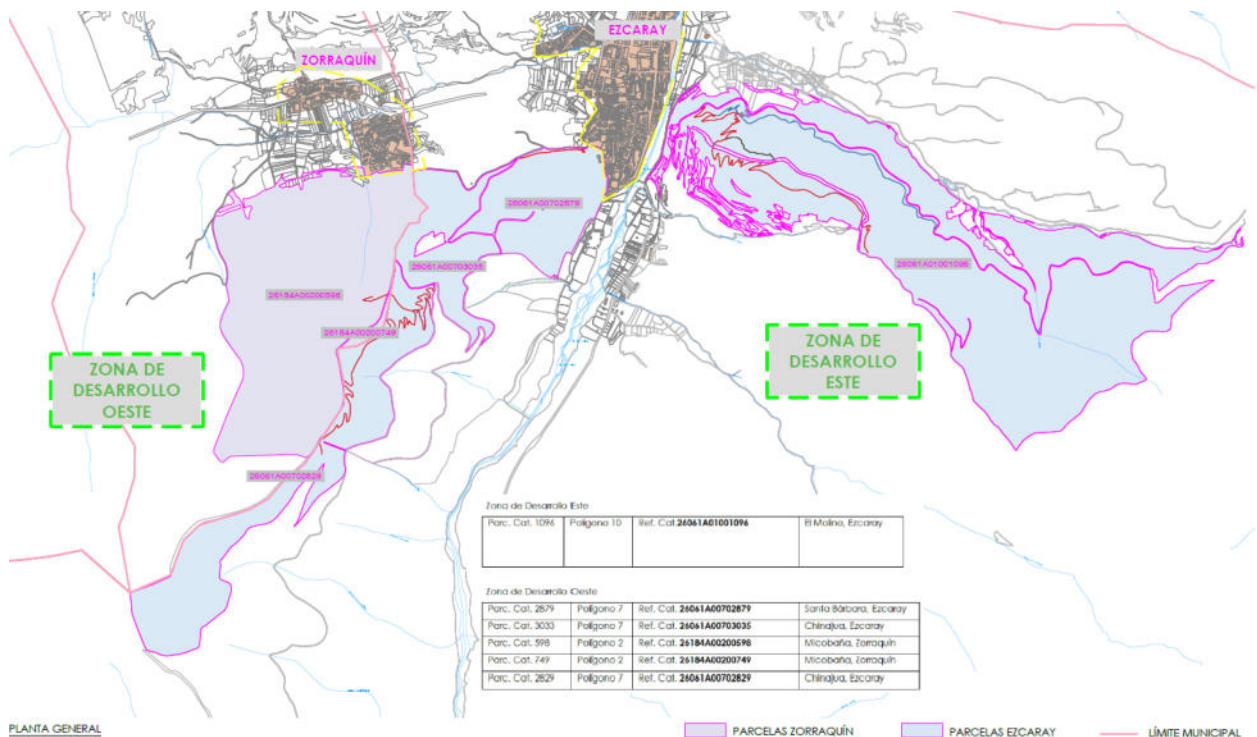 EZCARAY
ZORRAQUÍN
26061A00702879
26061A00703035
26061A01001096
26184A00200598
26184A00200749
ZONA DE
DESARROLLO
OESTE
ZONA DE
DESARROLLO
ESTE
26061A00702829
Zona de Desarrollo Este
Parc. Cat. 1096 Polígono 10 Ref. Cat.26061A01001096 El Molino, Ezcaray
Zona de Desarrollo Oeste
Parc. Cat. 2879 Polígono 7 Ref. Cat. 26061A00702879 Santa Bárbara, Ezcaray
Parc. Cat. 3033 Polígono 7 Ref. Cat. 26061A00703035 Chinajua, Ezcaray
Parc. Cat. 598 Polígono 2 Ref. Cat. 26184A00200598 Micobaña, Zorraquín
Parc. Cat. 749 Polígono 2 Ref. Cat. 26184A00200749 Micobaña, Zorraquín
Parc. Cat. 2829 Polígono 7 Ref. Cat. 26061A00702829 Chinajua, Ezcaray
PLANTA GENERAL
PARCELAS ZORRAQUÍN
PARCELAS EZCARAY
LÍMITE MUNICIPAL